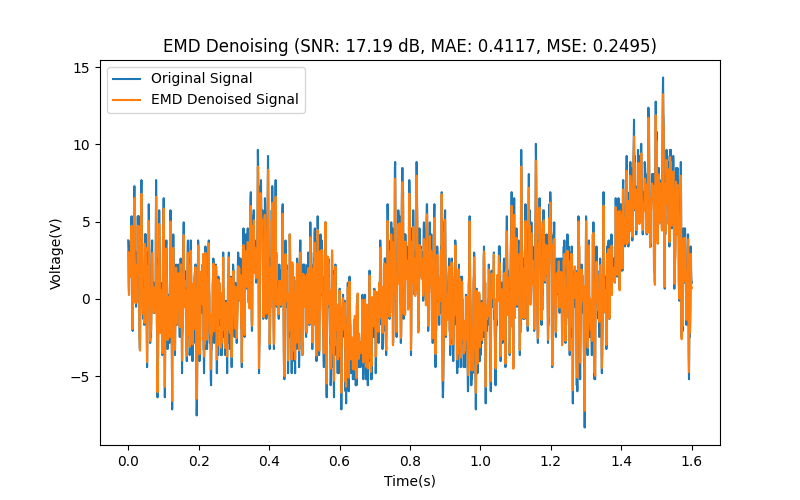 EMD Denoising (SNR: 17.19 dB, MAE: 0.4117, MSE: 0.2495)
Original Signal
EMD Denoised Signal
15
10
5
0
−5
Voltage(V)
0.0 0.2 0.4 0.6 0.8 1.0 1.2 1.4 1.6
Time(s)